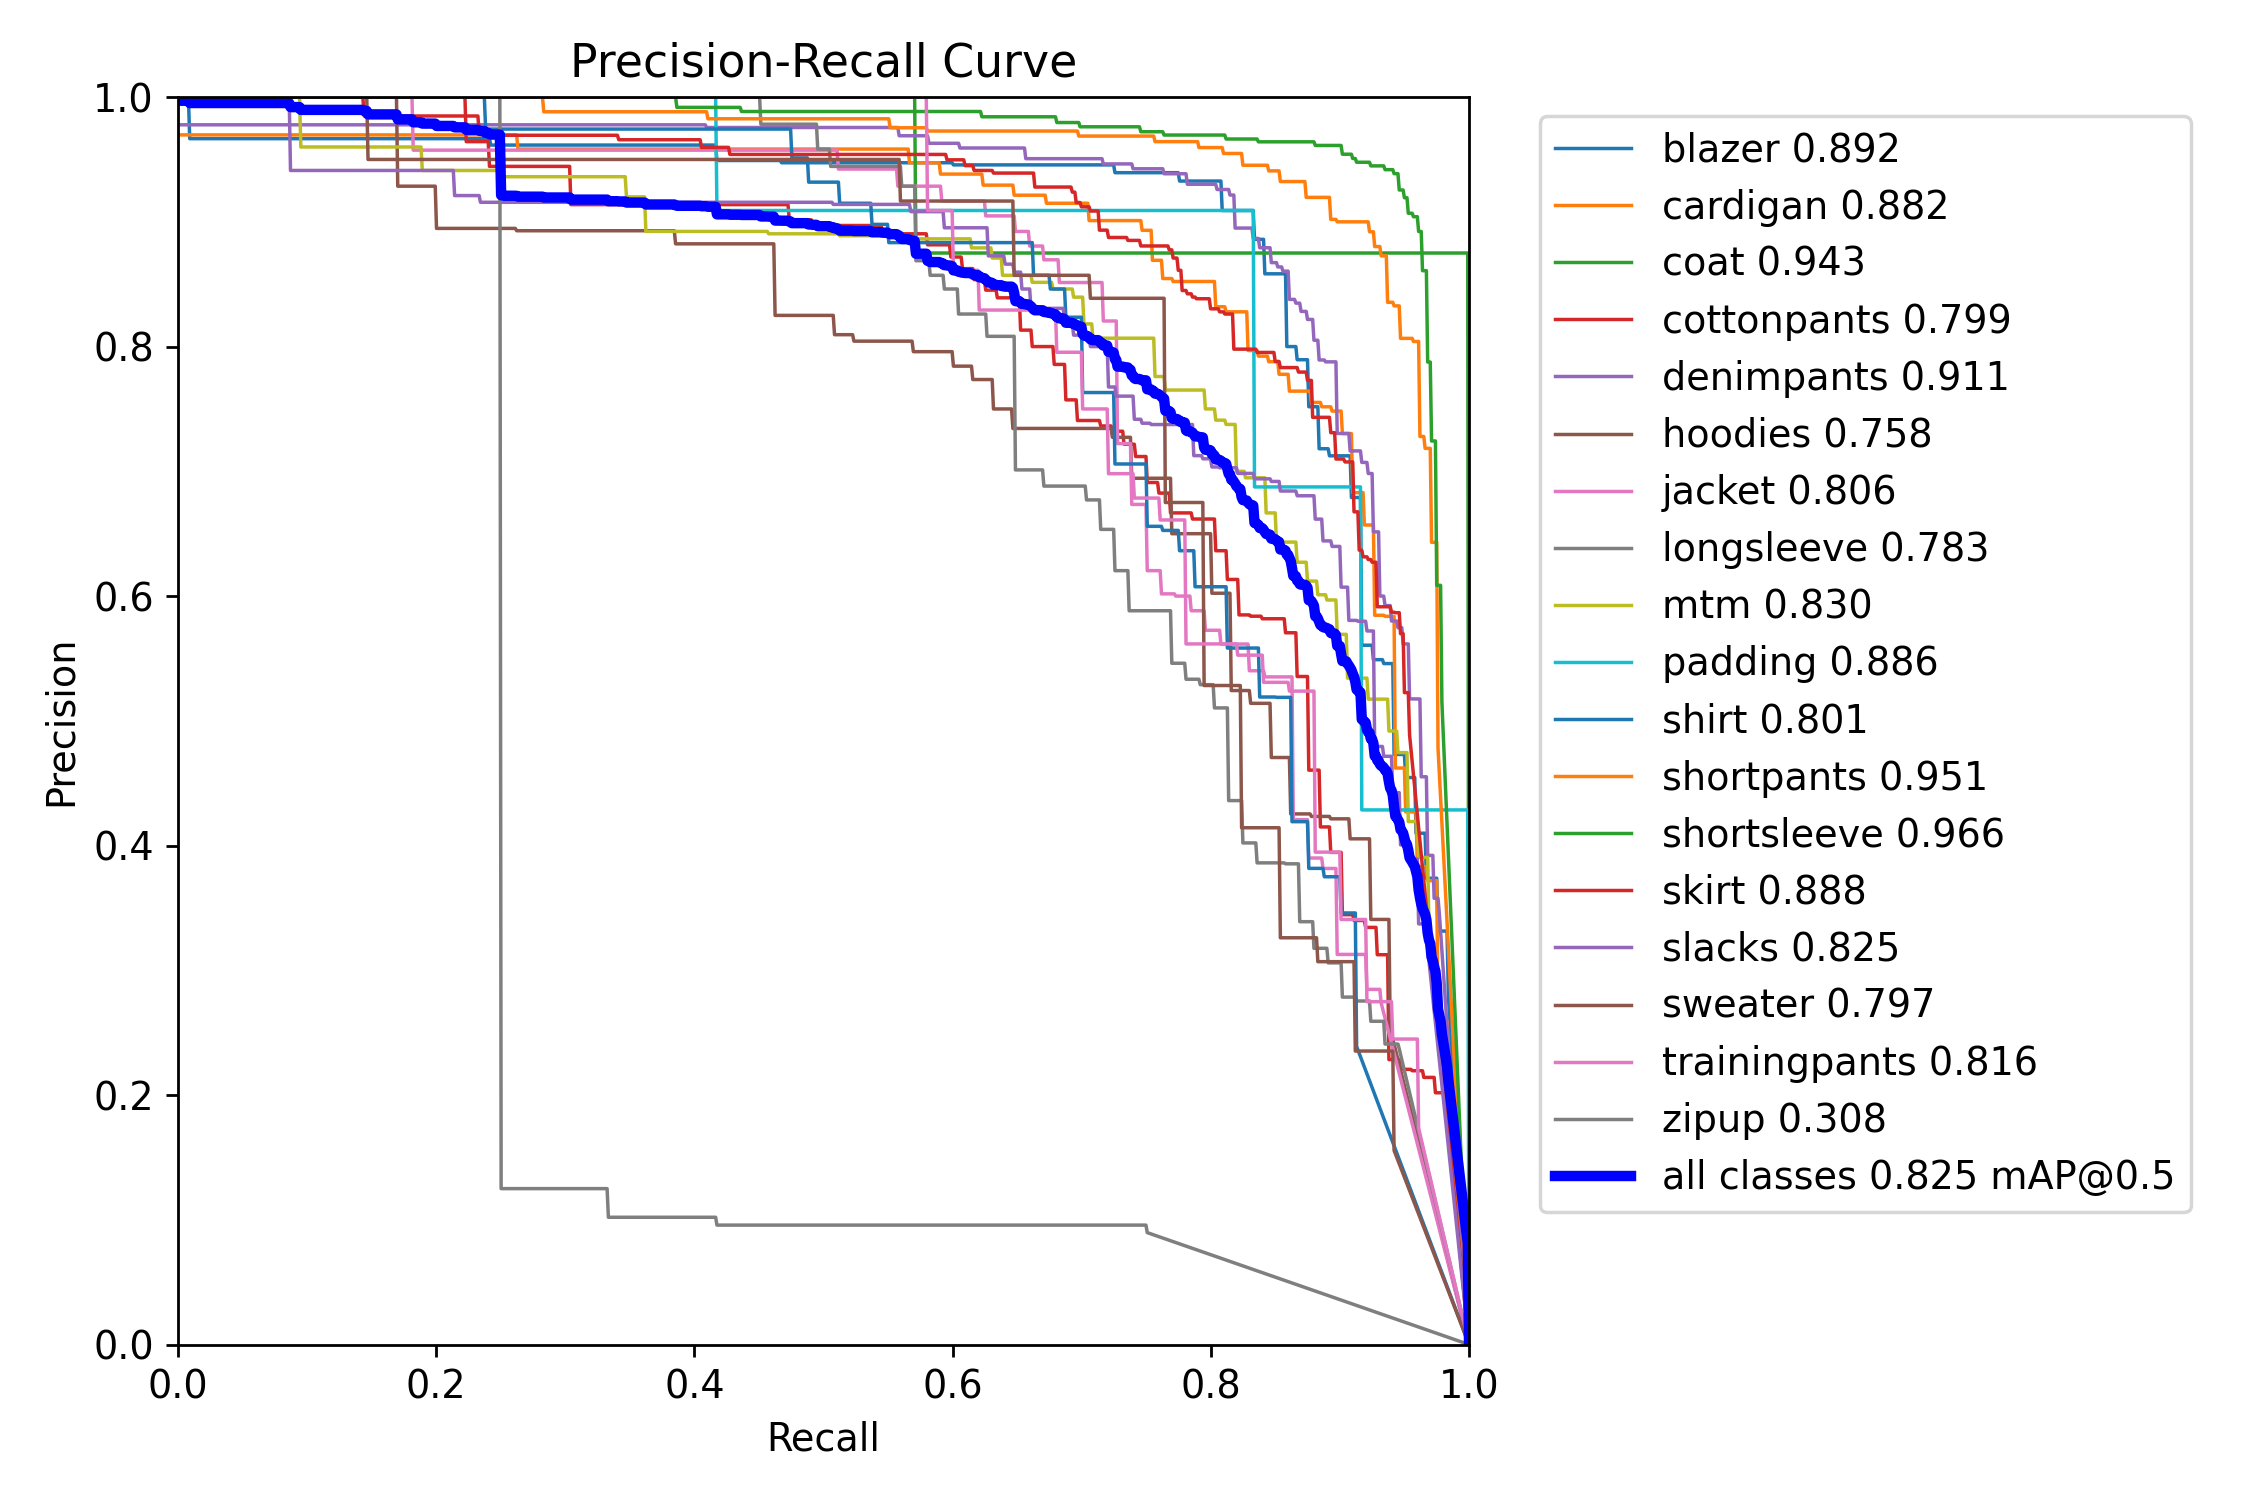 Precision-Recall Curve
1.0
0.8
0.6
0.4
0.2
0.0
Precision
0.0 0.2 0.4 0.6 0.8 1.0
Recall
blazer 0.892
cardigan 0.882
coat 0.943
cottonpants 0.799
denimpants 0.911
hoodies 0.758
jacket 0.806
longsleeve 0.783
mtm 0.830
padding 0.886
shirt 0.801
shortpants 0.951
shortsleeve 0.966
skirt 0.888
slacks 0.825
sweater 0.797
trainingpants 0.816
zipup 0.308
all classes 0.825 mAP@0.5